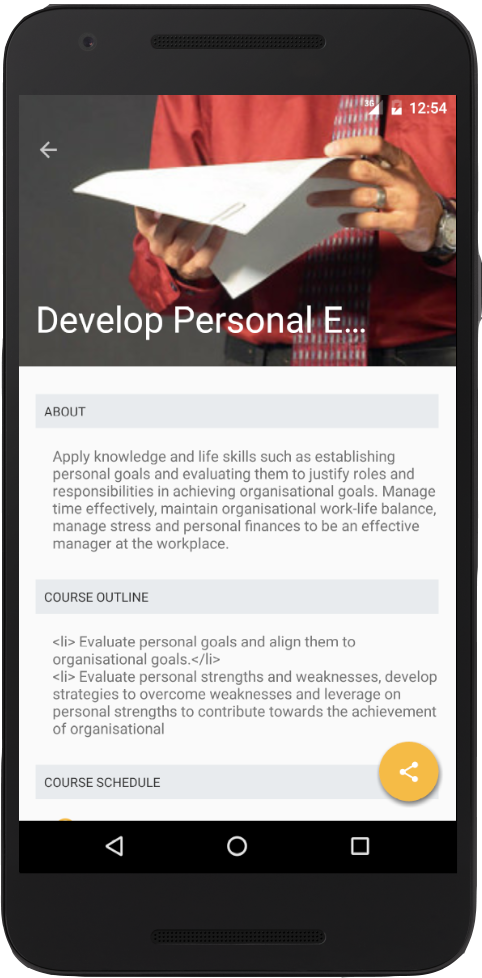 3G 12:54
Develop Personal E...
ABOUT
Apply knowledge and life skills such as establishing
personal goals and evaluating them to justify roles and
responsibilities in achieving organisational goals. Manage
time effectively, maintain organisational work-life balance,
manage stress and personal finances to be an effective
manager at the workplace.
COURSE OUTLINE
<li> Evaluate personal goals and align them to
organisational goals.</li>
<li> Evaluate personal strengths and weaknesses, develop
strategies to overcome weaknesses and leverage on
personal strengths to contribute towards the achievement
of organisational
COURSE SCHEDULE